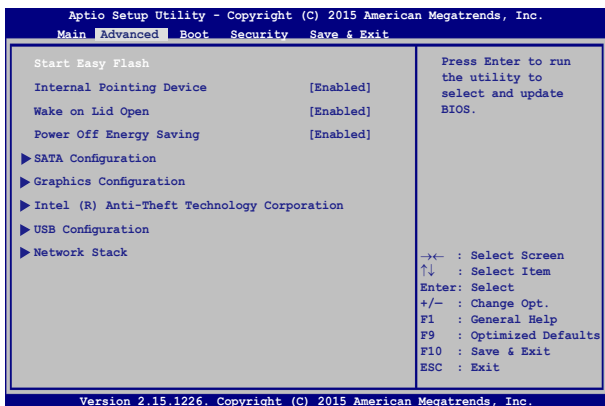 Aptio Setup Utility - Copyright (C) 2015 American Megatrends, Inc.
Main Advanced Boot Security Save & Exit
Start Easy Flash
Internal Pointing Device [Enabled]
Wake on Lid Open [Enabled]
Power Off Energy Saving [Enabled]
SATA Configuration
Graphics Configuration
Intel (R) Anti-Theft Technology Corporation
USB Configuration
Network Stack
Press Enter to run
the utility to
select and update
BIOS.
→← : Select Screen
↑↓ : Select Item
Enter: Select
+/— : Change Opt.
F1 : General Help
F9 : Optimized Defaults
F10 : Save & Exit
ESC : Exit
Version 2.15.1226. Copyright (C) 2015 American Megatrends, Inc.